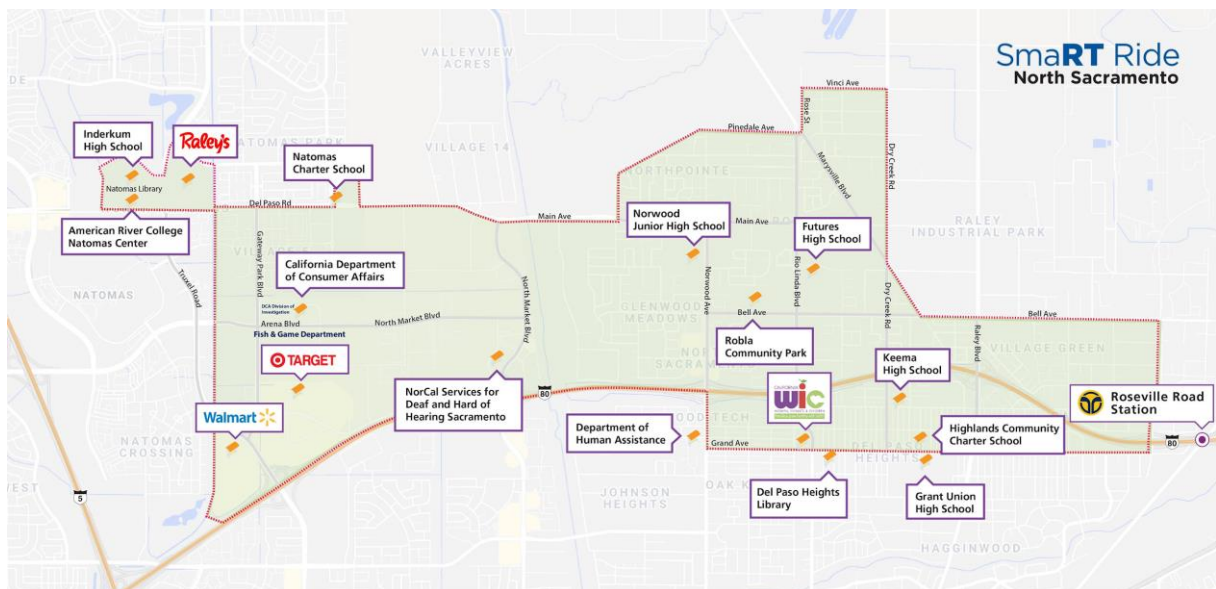 SmaRT Ride
North Sacramento
VALLEYVIEW
ACRES
Vinci Ave
Rose St
Pinedale Ave
Marysville Blvd
Dry Creek Rd
Inderkum
High School
Raley's
NATOMAS PARK
VILLAGE 14
Natomas
Charter School
NORTHPOINTE
Natomas Library
Del Paso Rd
American River College
Natomas Center
Main Ave
Norwood
Junior High School
Main Ave
Futures
High School
RALEY
INDUSTRIAL PARK
Truxel Road
Gateway Park Blvd
California Department
of Consumer Affairs
North Market Blvd
Norwood Ave
Rio Linda Blvd
Dry Creek Rd
NATOMAS
DCA Division of
Investigation
Arena Blvd
North Market Blvd
Fish & Game Department
GLENWOOD
MEADOWS
Bell Ave
Bell Ave
Robla
Community Park
Raley Blvd
VILLAGE GREEN
TARGET
NorCal Services for
Deaf and Hard of
Hearing Sacramento
80
CALIFORNIA
wic
Keema
High School
Roseville Road
Station
Walmart
NATOMAS
CROSSING
Department of
Human Assistance
Grand Ave
DEL PASO
HEIGHTS
Highlands Community
Charter School
80
5
JOHNSON
HEIGHTS
Del Paso Heights
Library
Grant Union
High School
HAGGINWOOD